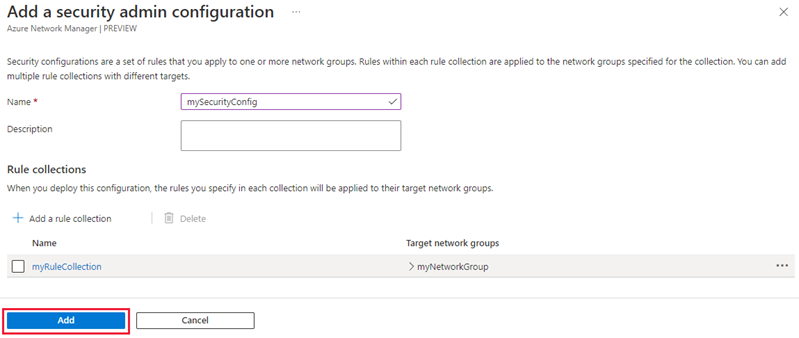 Add a security admin configuration ...
Azure Network Manager | PREVIEW
Security configurations are a set of rules that you apply to one or more network groups. Rules within each rule collection are applied to the network groups specified for the collection. You can add
multiple rule collections with different targets.
Name *
mySecurityConfig
Description
Rule collections
When you deploy this configuration, the rules you specify in each collection will be applied to their target network groups.
Add a rule collection
Delete
Name
Target network groups
myRuleCollection
myNetworkGroup
Add
Cancel